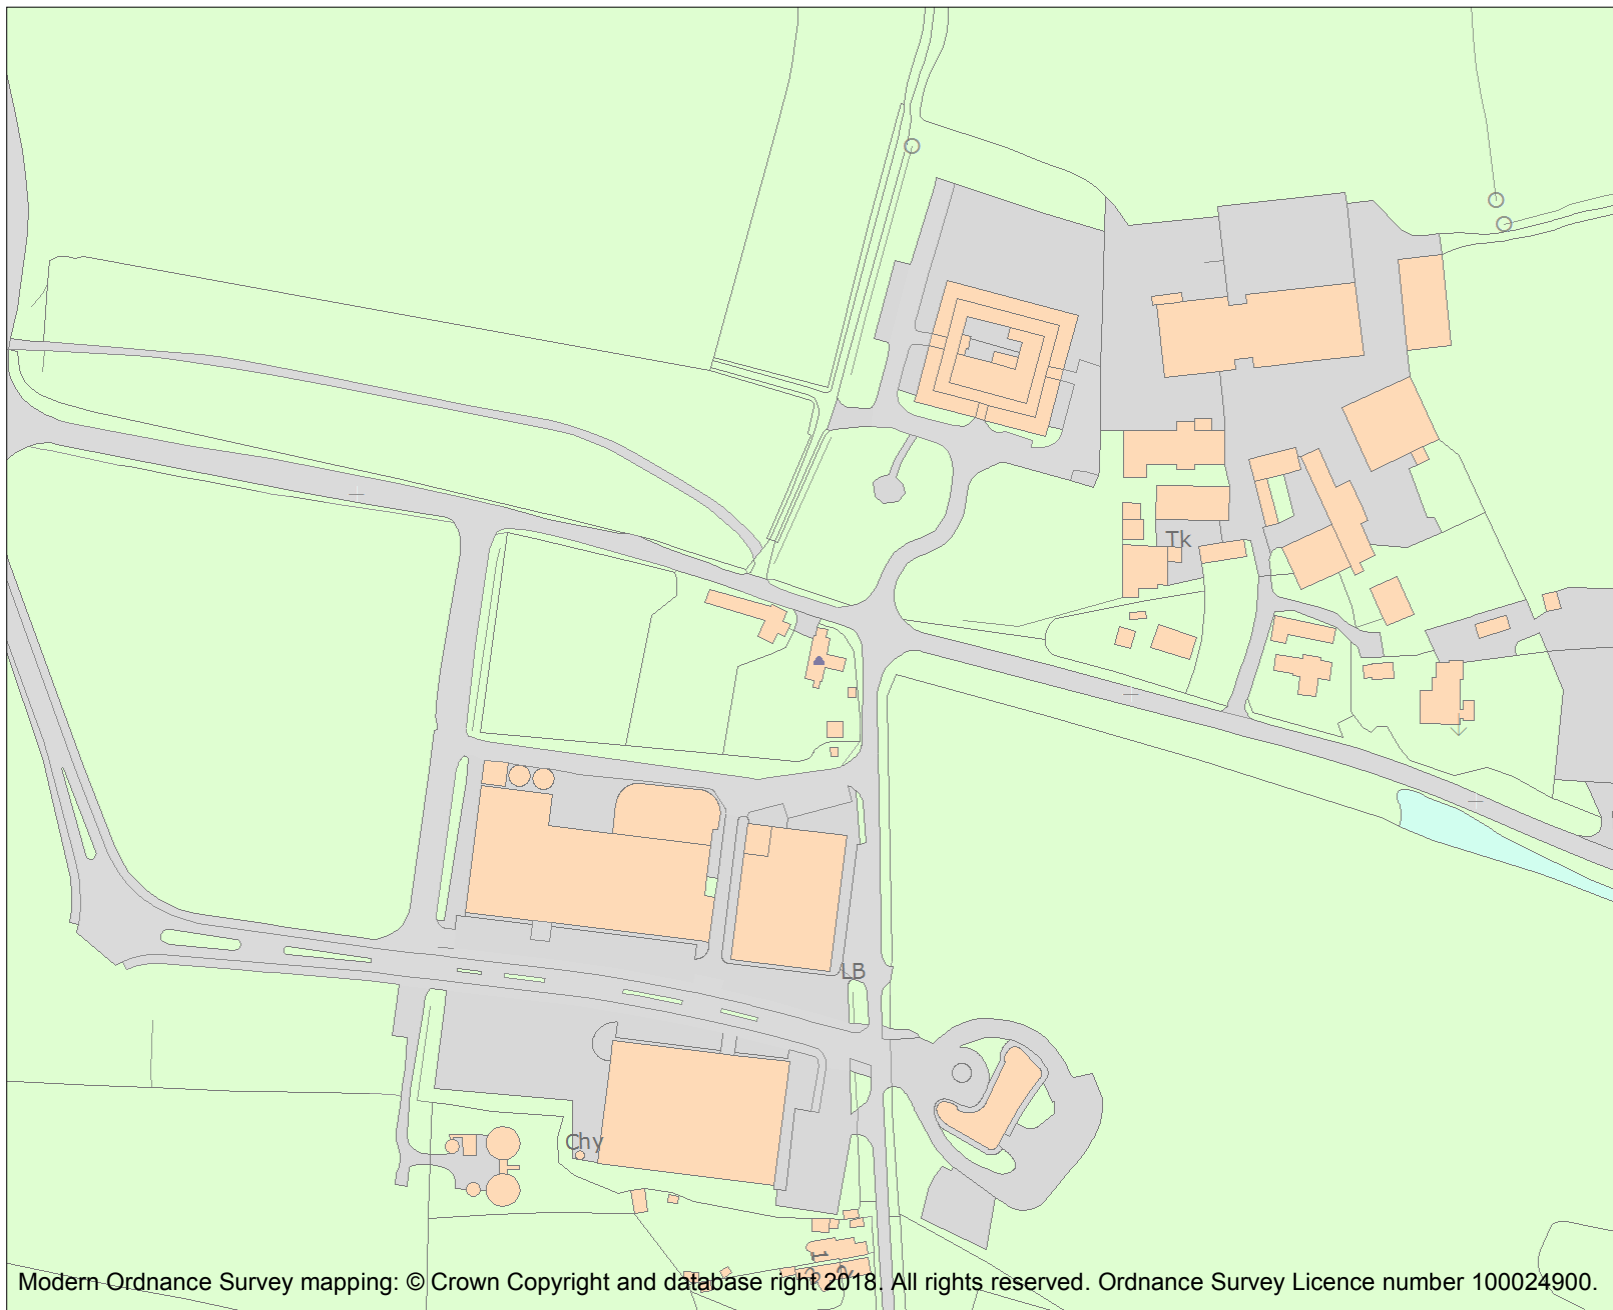 Tk
LB
Chy
1
Modern Ordnance Survey mapping: © Crown Copyright and database right 2018. All rights reserved. Ordnance Survey Licence number 100024900.